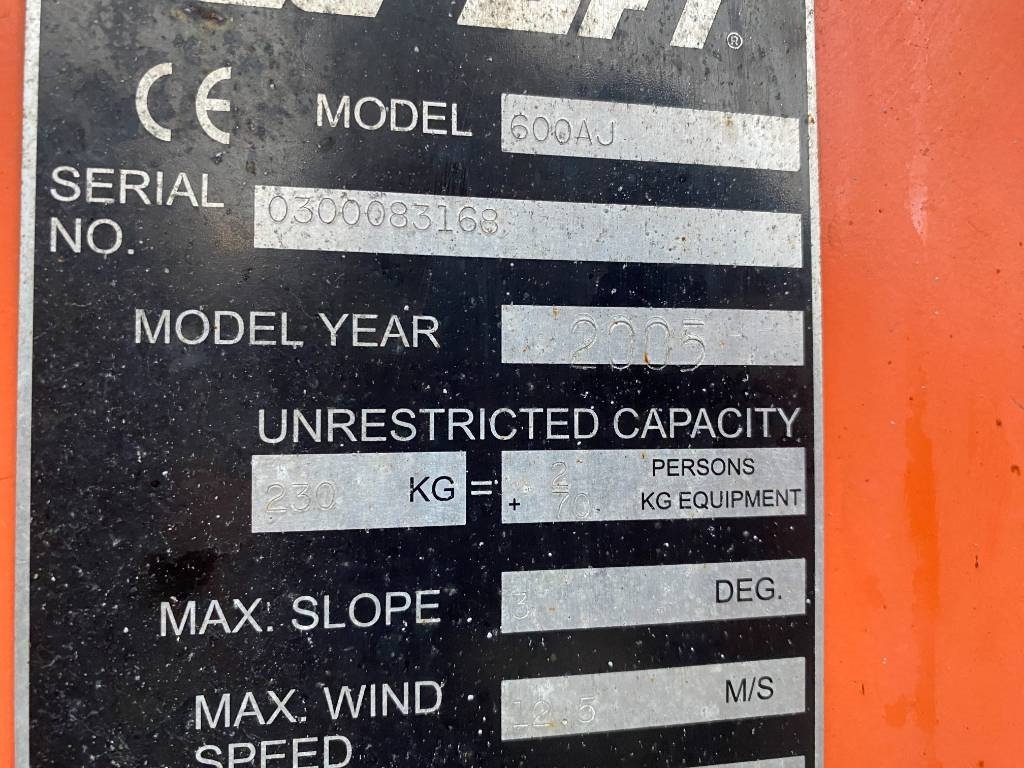 ®
CE MODEL 600AJ
SERIAL NO. 0300083168
MODEL YEAR 2005
UNRESTRICTED CAPACITY
230 KG = 2 PERSONS
+ 70 KG EQUIPMENT
MAX. SLOPE 3 DEG.
MAX. WIND SPEED 12.5 M/S